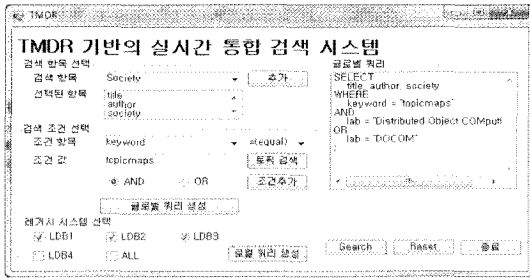 TMDR
TMDR 기반의 실시간 통합 검색 시스템
검색 항목 선택
검색 항목 Society 추가
선택된 항목 title
author
society
검색 조건 선택
조건 항목 keyword =(equal)
조건 값 topicmaps 토픽 검색
AND OR 조건추가
글로벌 쿼리 생성
레거시 시스템 선택
LDB1 LDB2 LDB3
LDB4 ALL 로컬 쿼리 생성
글로벌 쿼리
SELECT
title, author, society
WHERE
keyword = "topicmaps"
AND
lab = "Distributed Object COMputi
OR
lab = "DOCOM"
;
Search Reset 종료